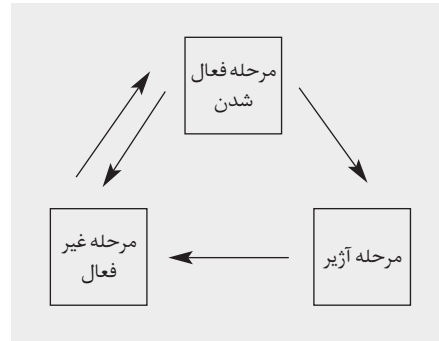 مرحله فعال
شدن
مرحله غیر
فعال
مرحله آژیر